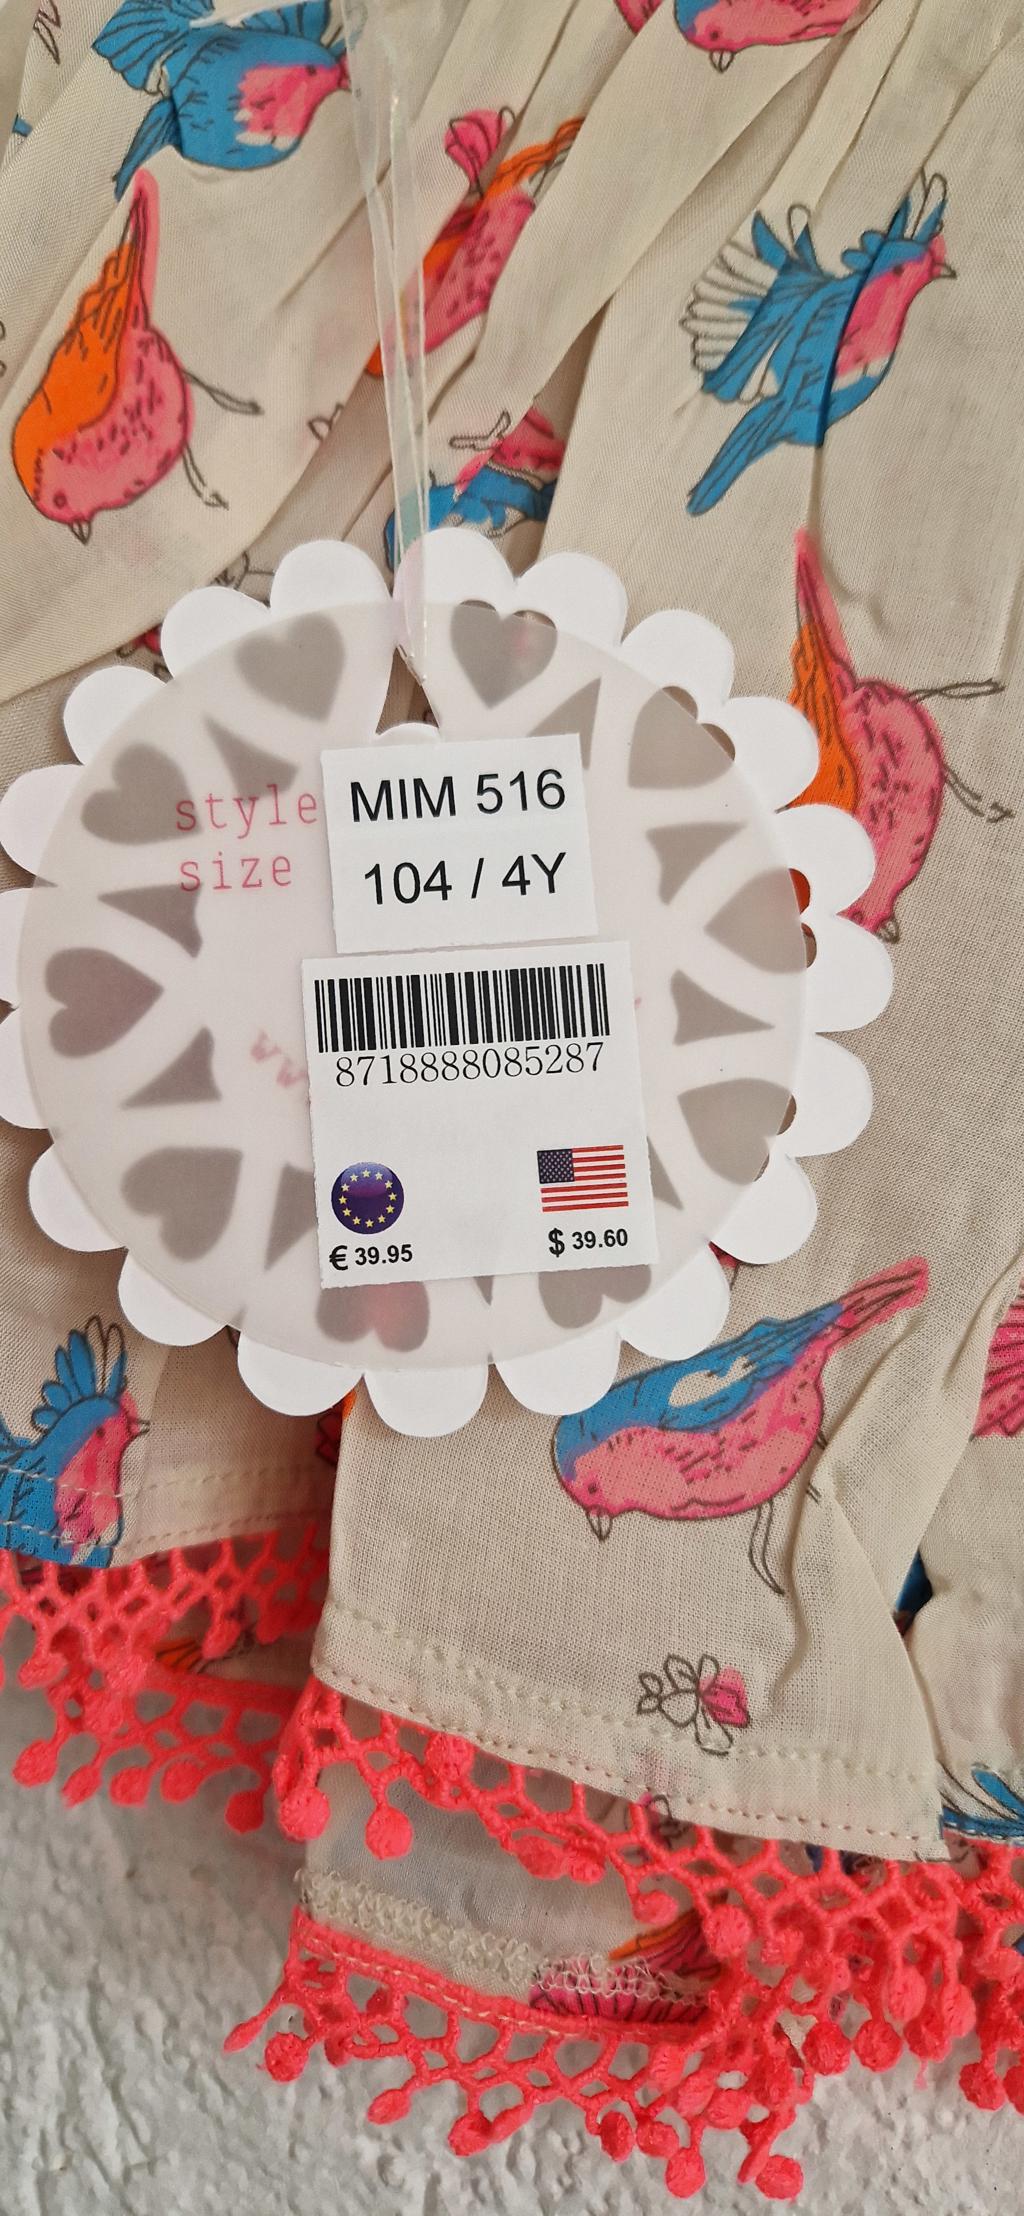 style MIM 516
size 104 / 4Y
8718888085287
€ 39.95 $ 39.60